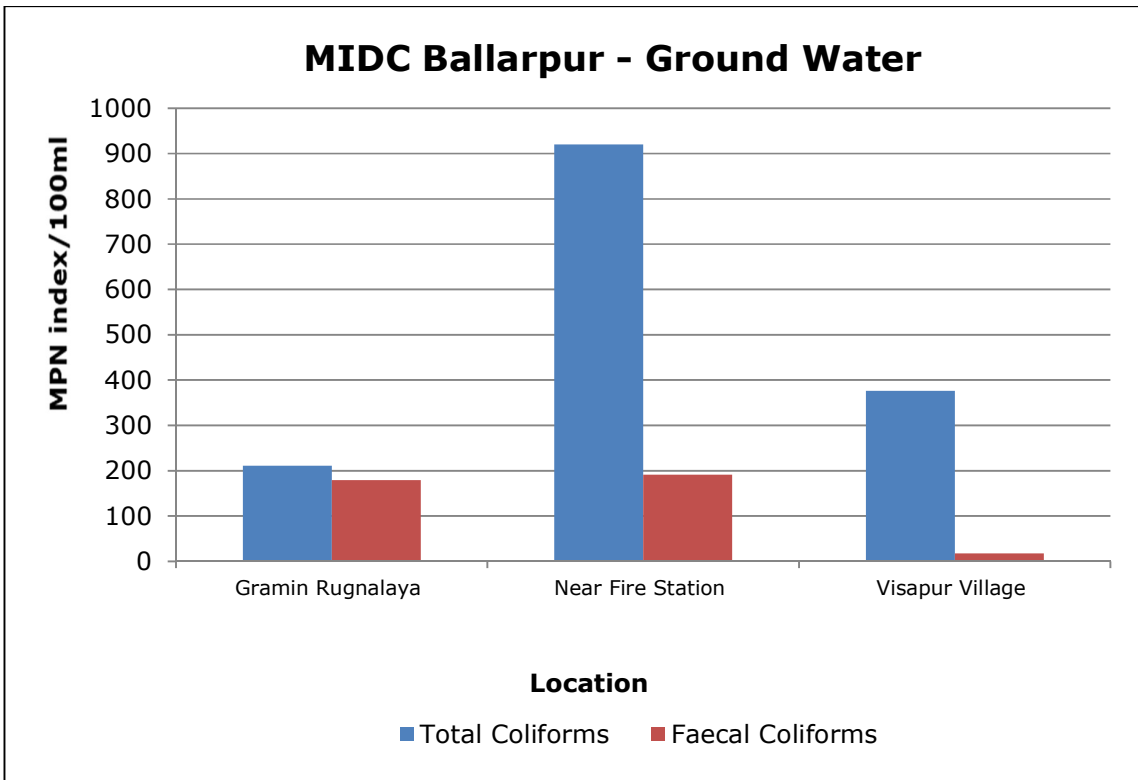 MIDC Ballarpur - Ground Water
MPN index/100ml
1000
900
800
700
600
500
400
300
200
100
0
Gramin Rugnalaya Near Fire Station Visapur Village
Location
Total Coliforms Faecal Coliforms